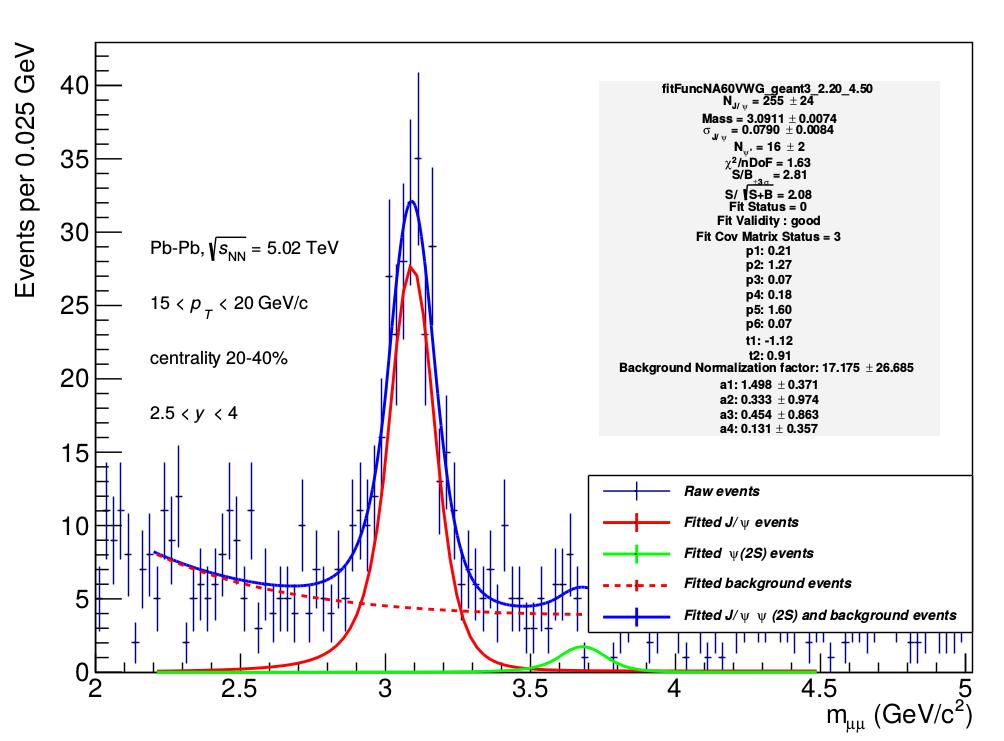 Events per 0.025 GeV
40
35
30
25
20
15
10
5
0
2
2.5
3
3.5
4
4.5
5
m_μμ (GeV/c²)
Pb-Pb, √s_NN = 5.02 TeV
15 < p_T < 20 GeV/c
centrality 20-40%
2.5 < y < 4
fitFuncNA60VWG_geant3_2.20_4.50
N_J/ψ = 255 ± 24
Mass = 3.0911 ± 0.0074
σ_J/ψ = 0.0790 ± 0.0084
N_ψ' = 16 ± 2
χ²/nDoF = 1.63
S/B_±3σ = 2.81
S/ √S+B = 2.08
Fit Status = 0
Fit Validity : good
Fit Cov Matrix Status = 3
p1: 0.21
p2: 1.27
p3: 0.07
p4: 0.18
p5: 1.60
p6: 0.07
t1: -1.12
t2: 0.91
Background Normalization factor: 17.175 ± 26.685
a1: 1.498 ± 0.371
a2: 0.333 ± 0.974
a3: 0.454 ± 0.863
a4: 0.131 ± 0.357
Raw events
Fitted J/ψ events
Fitted ψ(2S) events
Fitted background events
Fitted J/ψ ψ (2S) and background events